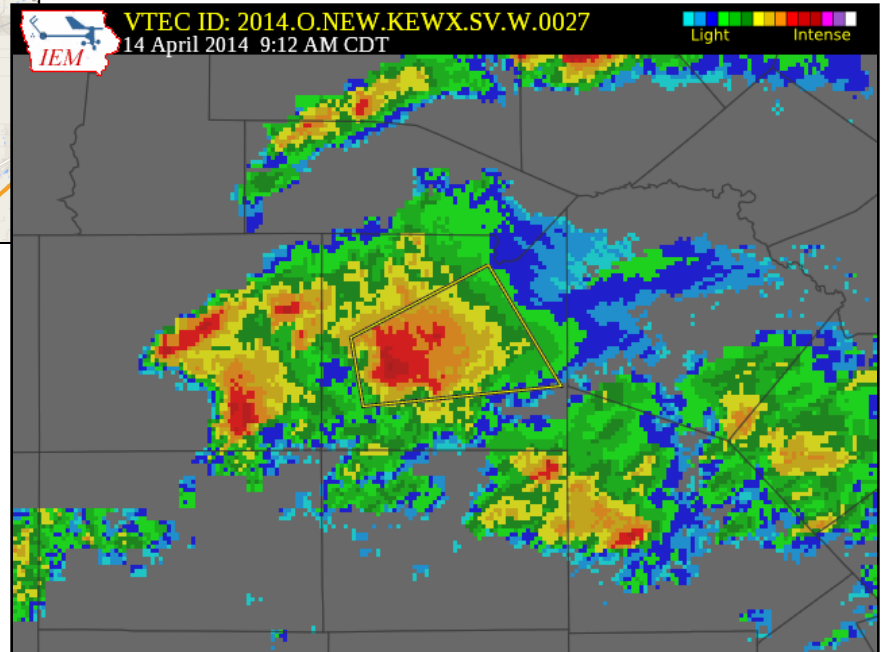 IEM
VTEC ID: 2014.O.NEW.KEWX.SV.W.0027
14 April 2014 9:12 AM CDT
Light Intense